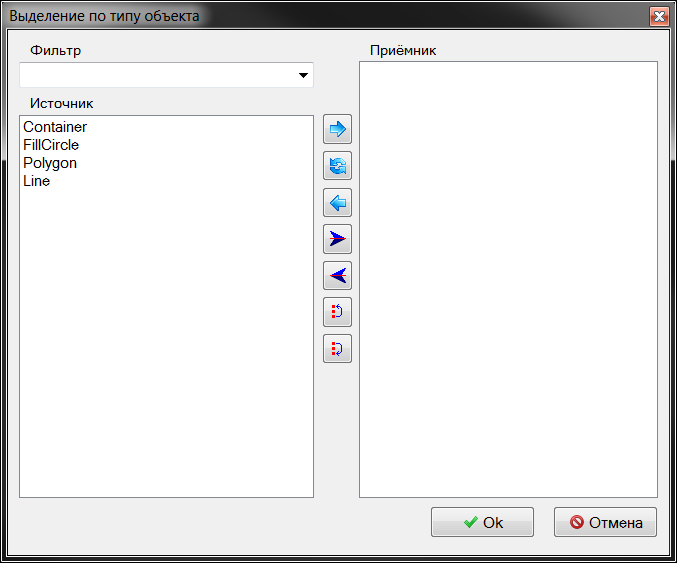 Выделение по типу объекта
Фильтр
Приёмник
Источник
Container
FillCircle
Polygon
Line
Ok
Отмена